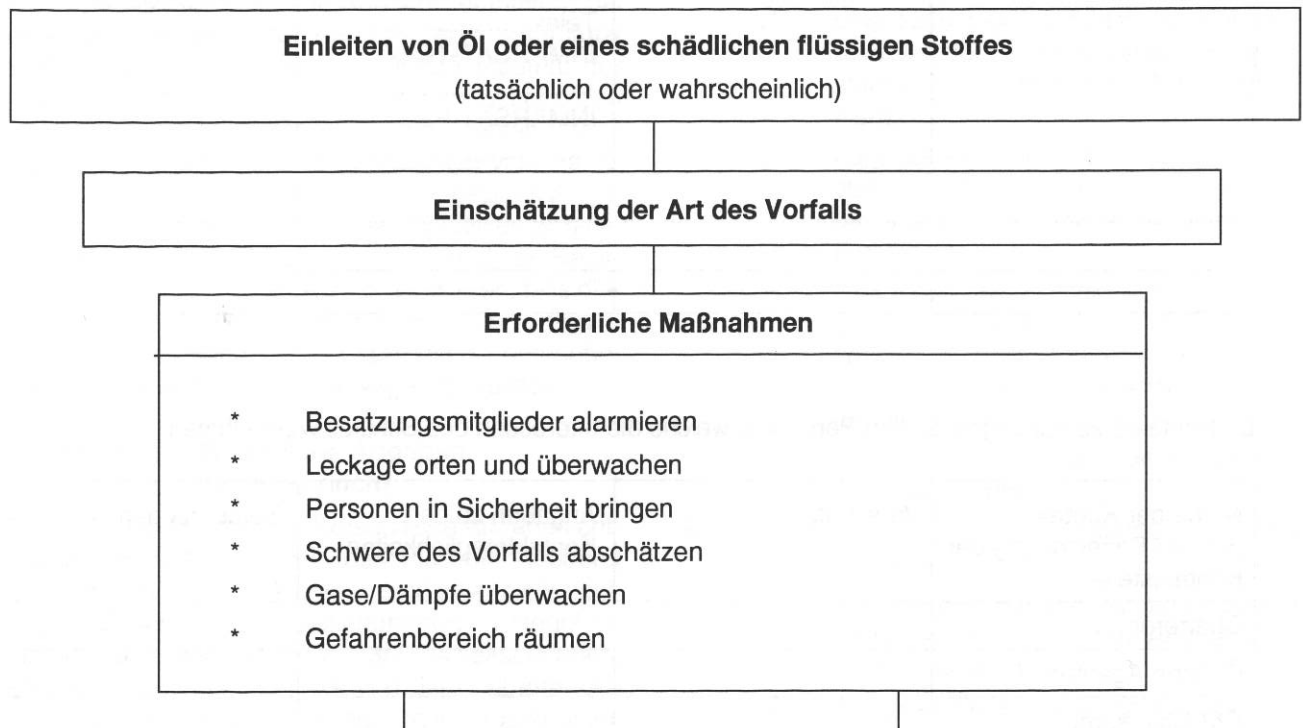 Einleiten von Öl oder eines schädlichen flüssigen Stoffes
(tatsächlich oder wahrscheinlich)
Einschätzung der Art des Vorfalls
Erforderliche Maßnahmen
* Besatzungsmitglieder alarmieren
* Leckage orten und überwachen
* Personen in Sicherheit bringen
* Schwere des Vorfalls abschätzen
* Gase/Dämpfe überwachen
* Gefahrenbereich räumen